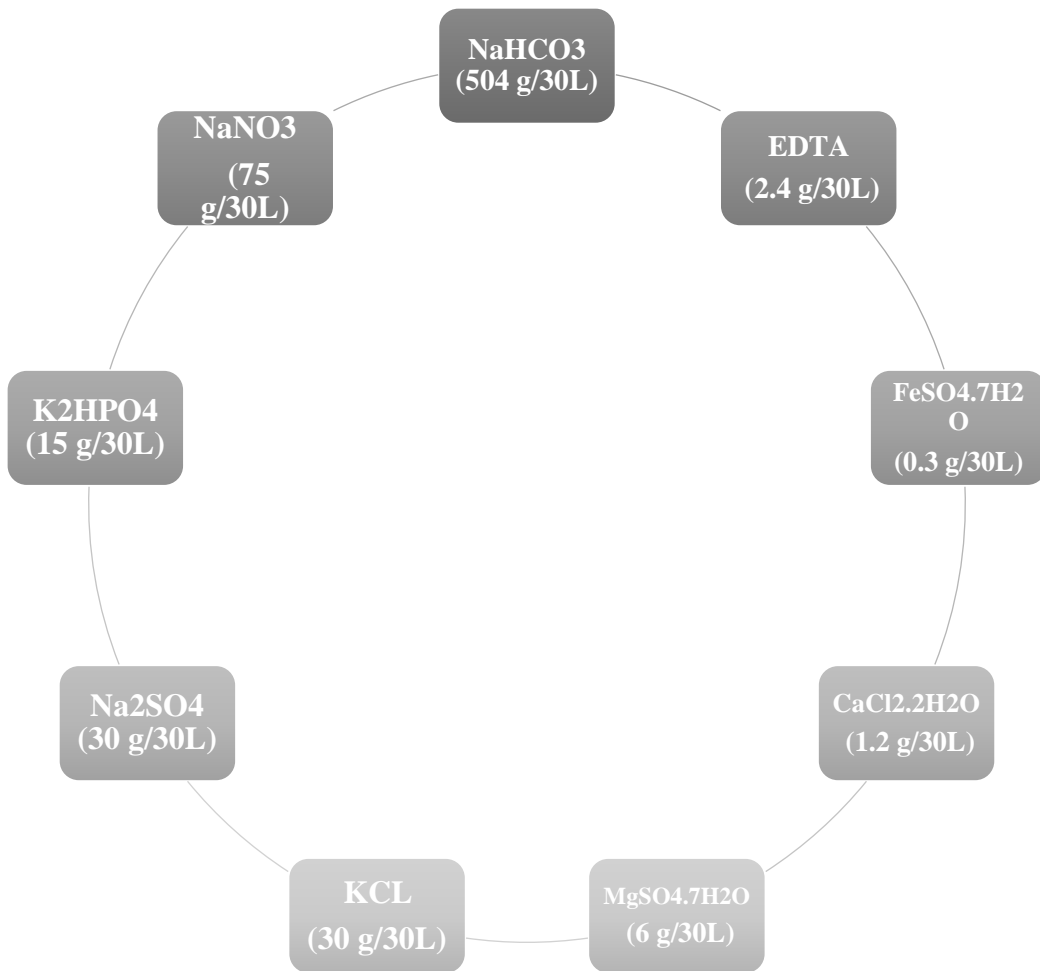 NaHCO3
(504 g/30L)
EDTA
(2.4 g/30L)
FeSO4.7H2
O
(0.3 g/30L)
CaCl2.2H2O
(1.2 g/30L)
MgSO4.7H2O
(6 g/30L)
KCL
(30 g/30L)
Na2SO4
(30 g/30L)
K2HPO4
(15 g/30L)
NaNO3
(75
g/30L)